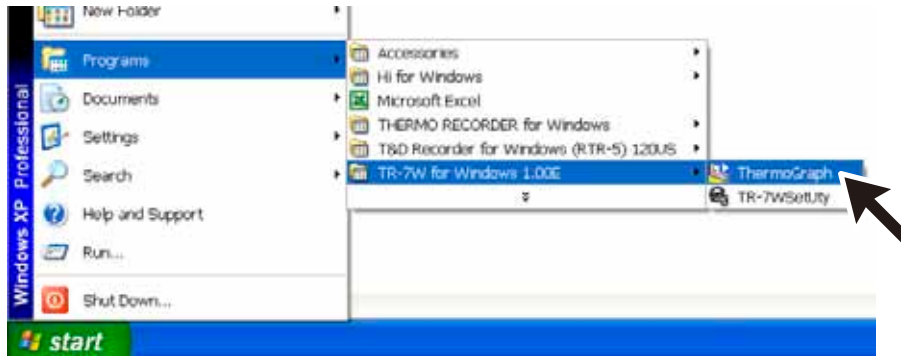 New Folder
Programs
Documents
Settings
Search
Help and Support
Run...
Shut Down...
Windows XP Professional
start
Accessories
Hi for Windows
Microsoft Excel
THERMO RECORDER for Windows
T&D Recorder for Windows (RTR-5) 120US
TR-7W for Windows 1.00E
ThermoGraph
TR-7WSetUty